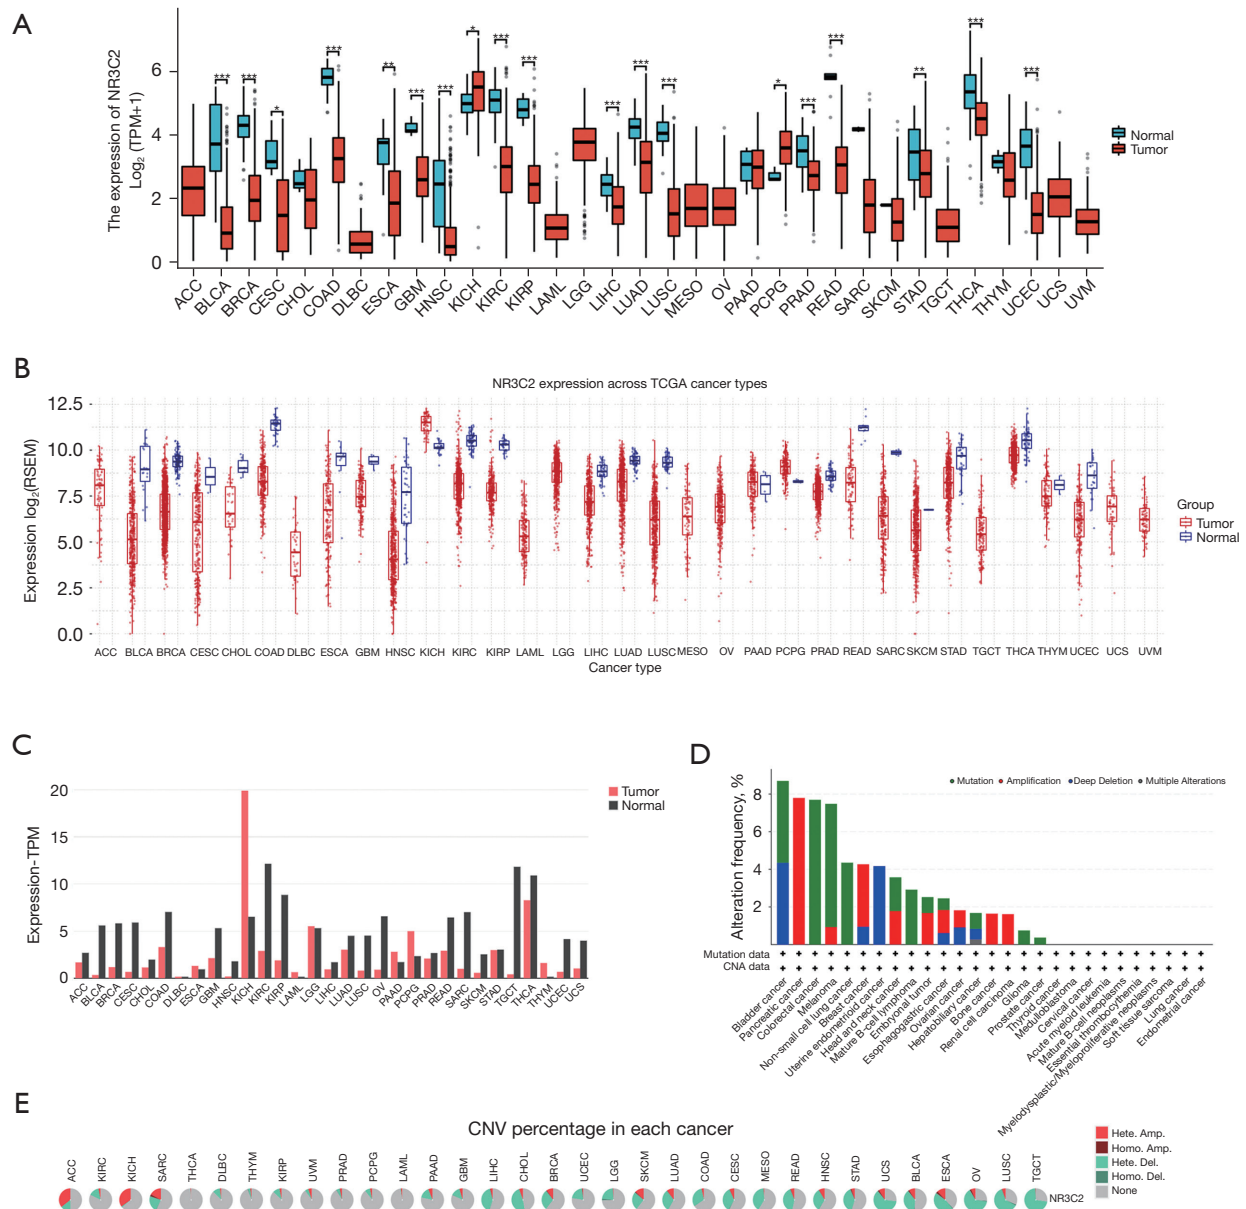 A
The expression of NR3C2
Log2 (TPM+1)
6
4
2
0
*** *** * *** ** *** *** * *** *** *** *** *** * *** *** ** *** ***
Normal
Tumor
ACC BLCA BRCA CESC CHOL COAD DLBC ESCA GBM HNSC KICH KIRC KIRP LAML LGG LIHC LUAD LUSC MESO OV PAAD PCPG PRAD READ SARC SKCM STAD TGCT THCA THYM UCEC UCS UVM
B
NR3C2 expression across TCGA cancer types
Expression log2(RSEM)
12.5
10.0
7.5
5.0
2.5
0.0
Group
Tumor
Normal
ACC BLCA BRCA CESC CHOL COAD DLBC ESCA GBM HNSC KICH KIRC KIRP LAML LGG LIHC LUAD LUSC MESO OV PAAD PCPG PRAD READ SARC SKCM STAD TGCT THCA THYM UCEC UCS UVM
Cancer type
C
Expression-TPM
20
15
10
5
0
Tumor
Normal
ACC BLCA BRCA CESC CHOL COAD DLBC ESCA GBM HNSC KICH KIRC KIRP LAML LGG LIHC LUAD LUSC OV PAAD PCPG PRAD READ SARC SKCM STAD TGCT THCA THYM UCEC UCS
D
Alteration frequency, %
8
6
4
2
Mutation Amplification Deep Deletion Multiple Alterations
Mutation data + + + + + + + + + + + + + + + + + + + + + + + + + + +
CNA data + + + + + + + + + + + + + + + + + + + + + + + + + + +
Bladder cancer
Pancreatic cancer
Colorectal cancer
Melanoma
Non-small cell lung cancer
Breast cancer
Uterine endometrioid cancer
Head and neck cancer
Mature B-cell lymphoma
Embryonal tumor
Esophagogastric cancer
Ovarian cancer
Hepatobiliary cancer
Bone cancer
Renal cell carcinoma
Glioma
Prostate cancer
Thyroid cancer
Medulloblastoma
Cervical cancer
Acute myeloid leukemia
Mature B-cell neoplasms
Essential thrombocythemia
Myelodysplastic/Myeloproliferative neoplasms
Soft tissue sarcoma
Lung cancer
Endometrial cancer
E
CNV percentage in each cancer
ACC KIRC KICH SARC THCA DLBC THYM KIRP UVM PRAD PCPG LAML PAAD GBM LIHC CHOL BRCA UCEC LGG SKCM LUAD COAD CESC MESO READ HNSC STAD UCS BLCA ESCA OV LUSC TGCT
NR3C2
Hete. Amp.
Homo. Amp.
Hete. Del.
Homo. Del.
None